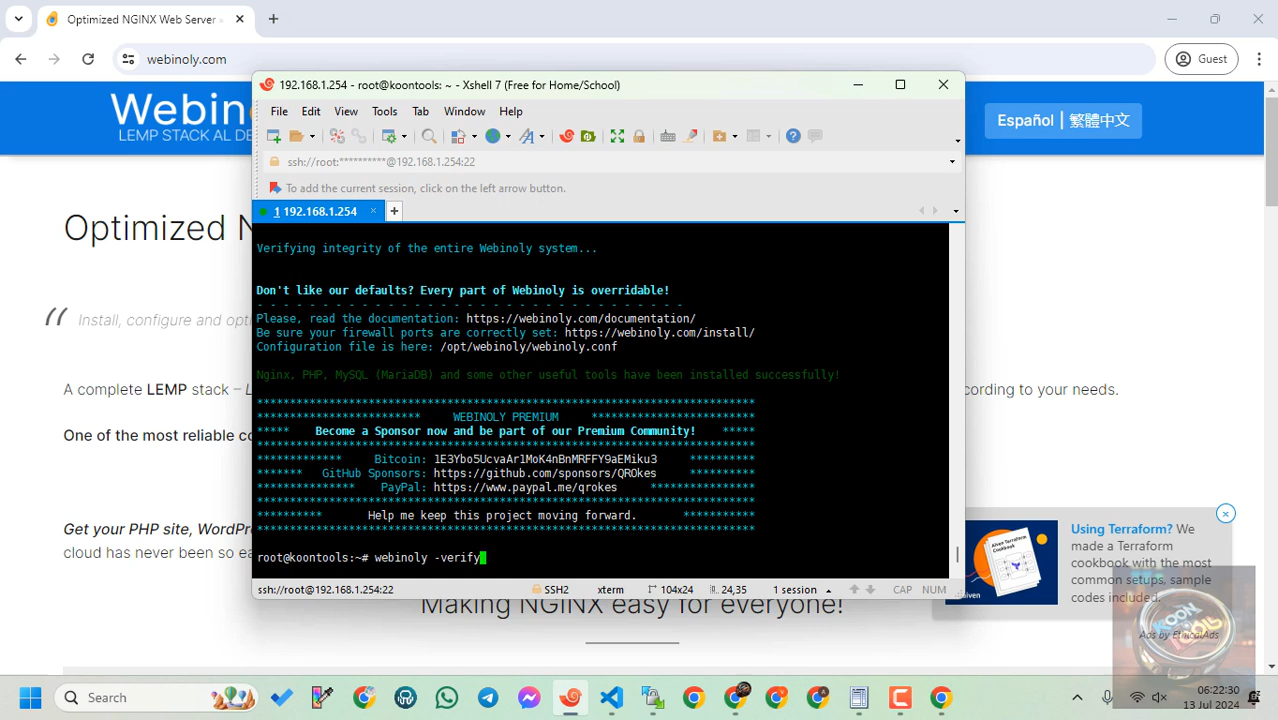 Optimized NGINX Web Server
webinoly.com
Guest
Webino
LEMP STACK AL DE
Español | 繁體中文
192.168.1.254 - root@koontools: ~ - Xshell 7 (Free for Home/School)
File Edit View Tools Tab Window Help
ssh://root:**********@192.168.1.254:22
To add the current session, click on the left arrow button.
1 192.168.1.254
Optimized N
Verifying integrity of the entire Webinoly system...
Don't like our defaults? Every part of Webinoly is overridable!
- - - - - - - - - - - - - - - - - - - - - - - - - - - - - - - - -
Please, read the documentation: https://webinoly.com/documentation/
Be sure your firewall ports are correctly set: https://webinoly.com/install/
Configuration file is here: /opt/webinoly/webinoly.conf
Nginx, PHP, MySQL (MariaDB) and some other useful tools have been installed successfully!
****************************************************************************
************************* WEBINOLY PREMIUM *************************
***** Become a Sponsor now and be part of our Premium Community! *****
****************************************************************************
************* Bitcoin: 1E3Ybo5UcvaAr1MoK4nBnMRFFY9aEMiku3 **********
******* GitHub Sponsors: https://github.com/sponsors/QROkes **********
*************** PayPal: https://www.paypal.me/qrokes ****************
****************************************************************************
********** Help me keep this project moving forward. ***********
****************************************************************************
root@koontools:~# webinoly -verify
ssh://root@192.168.1.254:22 SSH2 xterm 104x24 24,35 1 session CAP NUM
Install, configure and opti
A complete LEMP stack – L
cording to your needs.
One of the most reliable co
Get your PHP site, WordPre
cloud has never been so ea
Using Terraform? We
made a Terraform
cookbook with the
most common setups, sample
codes included.
Ads by EthicalAds
Making NGINX easy for everyone!
Search
06:22:30
13 Jul 2024